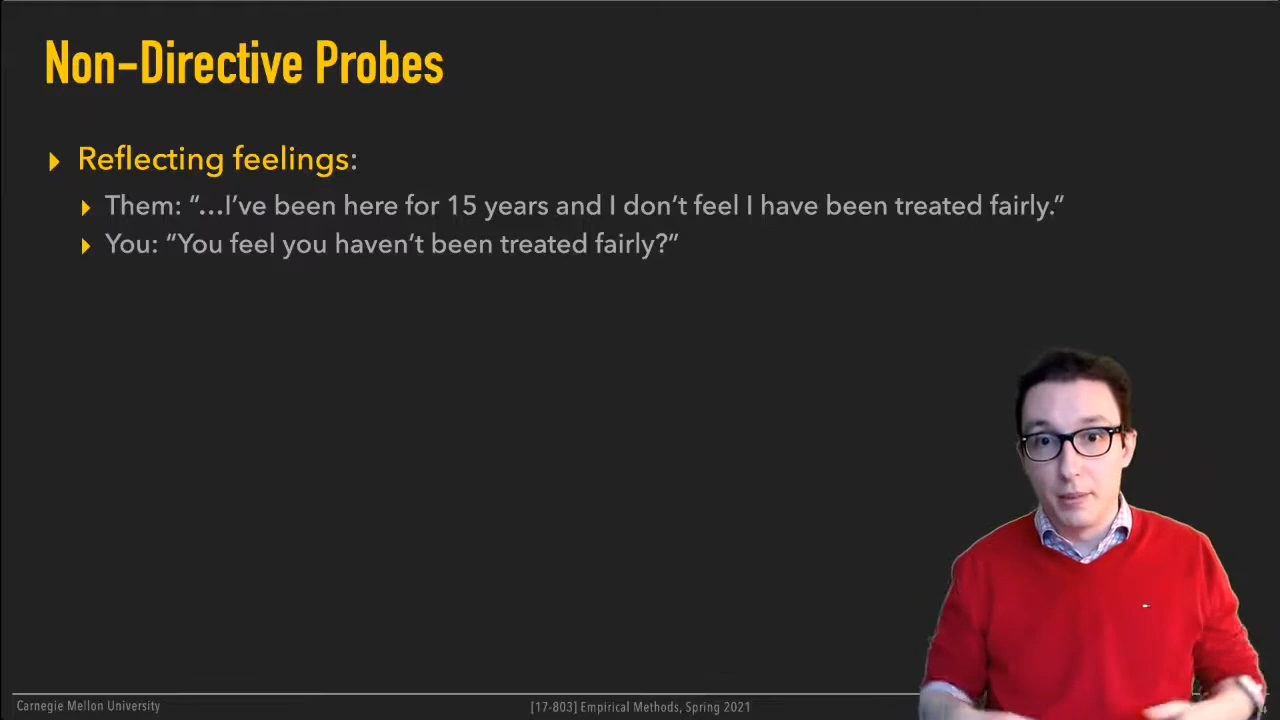 Non-Directive Probes
Reflecting feelings:
Them: “…I’ve been here for 15 years and I don’t feel I have been treated fairly.”
You: “You feel you haven’t been treated fairly?”
Carnegie Mellon University
[17-803] Empirical Methods, Spring 2021